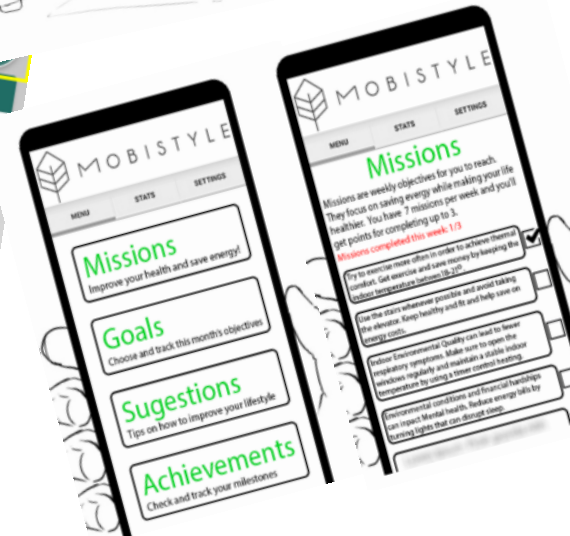 MOBISTYLE
MENU STATS SETTINGS
Missions
Improve your health and save energy!
Goals
Choose and track this month's objectives
Sugestions
Tips on how to improve your lifestyle
Achievements
Check and track your milestones
MOBISTYLE
MENU STATS SETTINGS
Missions
Missions are weekly objectives for you to reach.
They focus on saving energy while making your life
healthier. You have 7 missions per week and you'll
get points for completing up to 3.
Missions completed this week: 1/3
Try to exercise more often in order to achieve thermal
comfort. Get exercise and save money by keeping the
indoor temperature between 18-21º
Use the stairs whenever possible and avoid taking
the elevator. Keep healthy and fit and help save on
energy costs.
Indoor Environmental Quality can lead to fewer
respiratory symptoms. Make sure to open the
windows regularly and maintain a stable indoor
temperature by using a timer control heating.
Environmental conditions and financial hardships
can inpact Mental health. Reduce energy bills by
turning lights that can disrupt sleep.